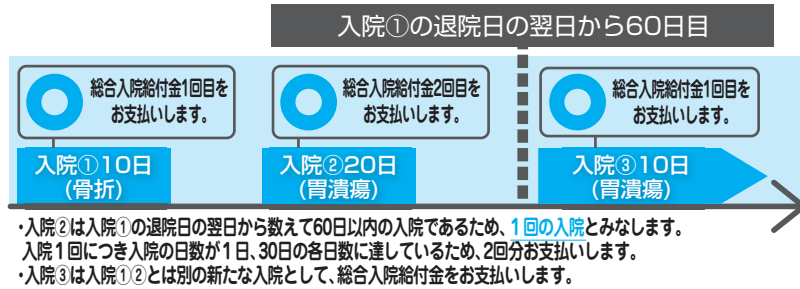 入院①の退院日の翌日から60日目
総合入院給付金1回目を
お支払いします。
総合入院給付金2回目を
お支払いします。
総合入院給付金1回目を
お支払いします。
入院①10日
(骨折)
入院②20日
(胃潰瘍)
入院③10日
(胃潰瘍)
・入院②は入院①の退院日の翌日から数えて60日以内の入院であるため、1回の入院とみなします。
入院1回につき入院の日数が1日、30日の各日数に達しているため、2回分お支払いします。
・入院③は入院①②とは別の新たな入院として、総合入院給付金をお支払いします。